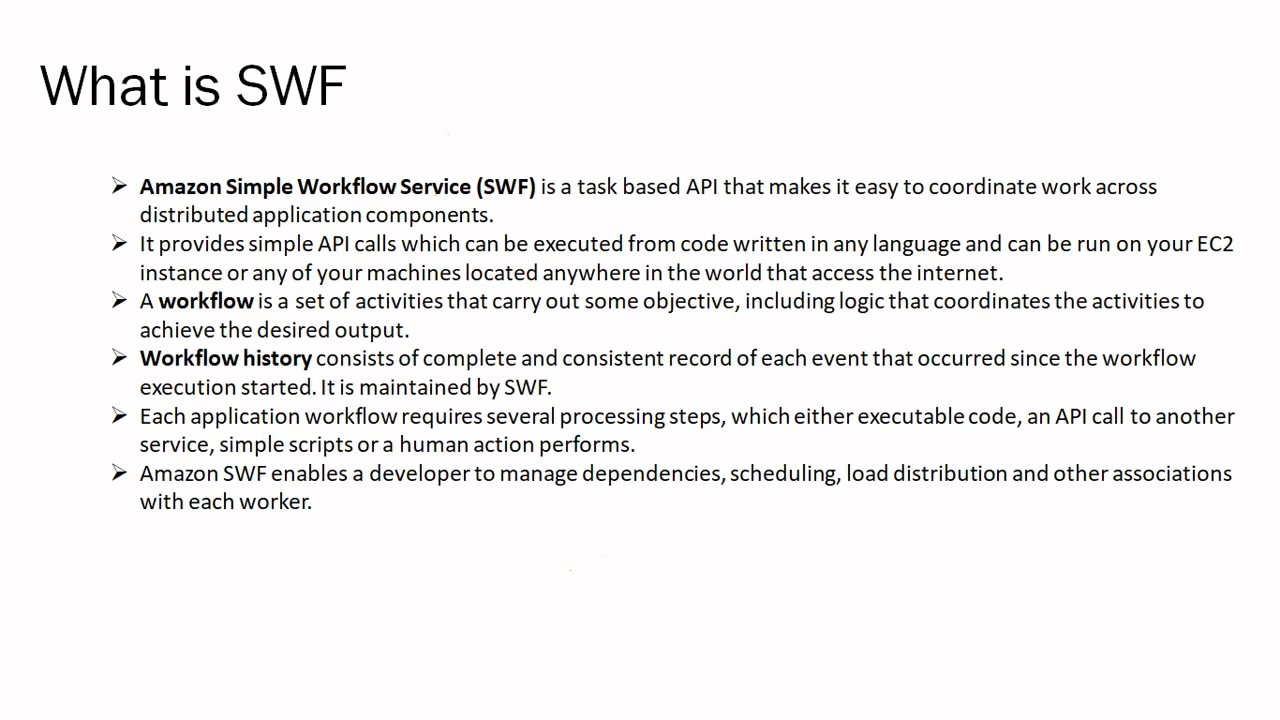 What is SWF
➢ Amazon Simple Workflow Service (SWF) is a task based API that makes it easy to coordinate work across
distributed application components.
➢ It provides simple API calls which can be executed from code written in any language and can be run on your EC2
instance or any of your machines located anywhere in the world that access the internet.
➢ A workflow is a set of activities that carry out some objective, including logic that coordinates the activities to
achieve the desired output.
➢ Workflow history consists of complete and consistent record of each event that occurred since the workflow
execution started. It is maintained by SWF.
➢ Each application workflow requires several processing steps, which either executable code, an API call to another
service, simple scripts or a human action performs.
➢ Amazon SWF enables a developer to manage dependencies, scheduling, load distribution and other associations
with each worker.